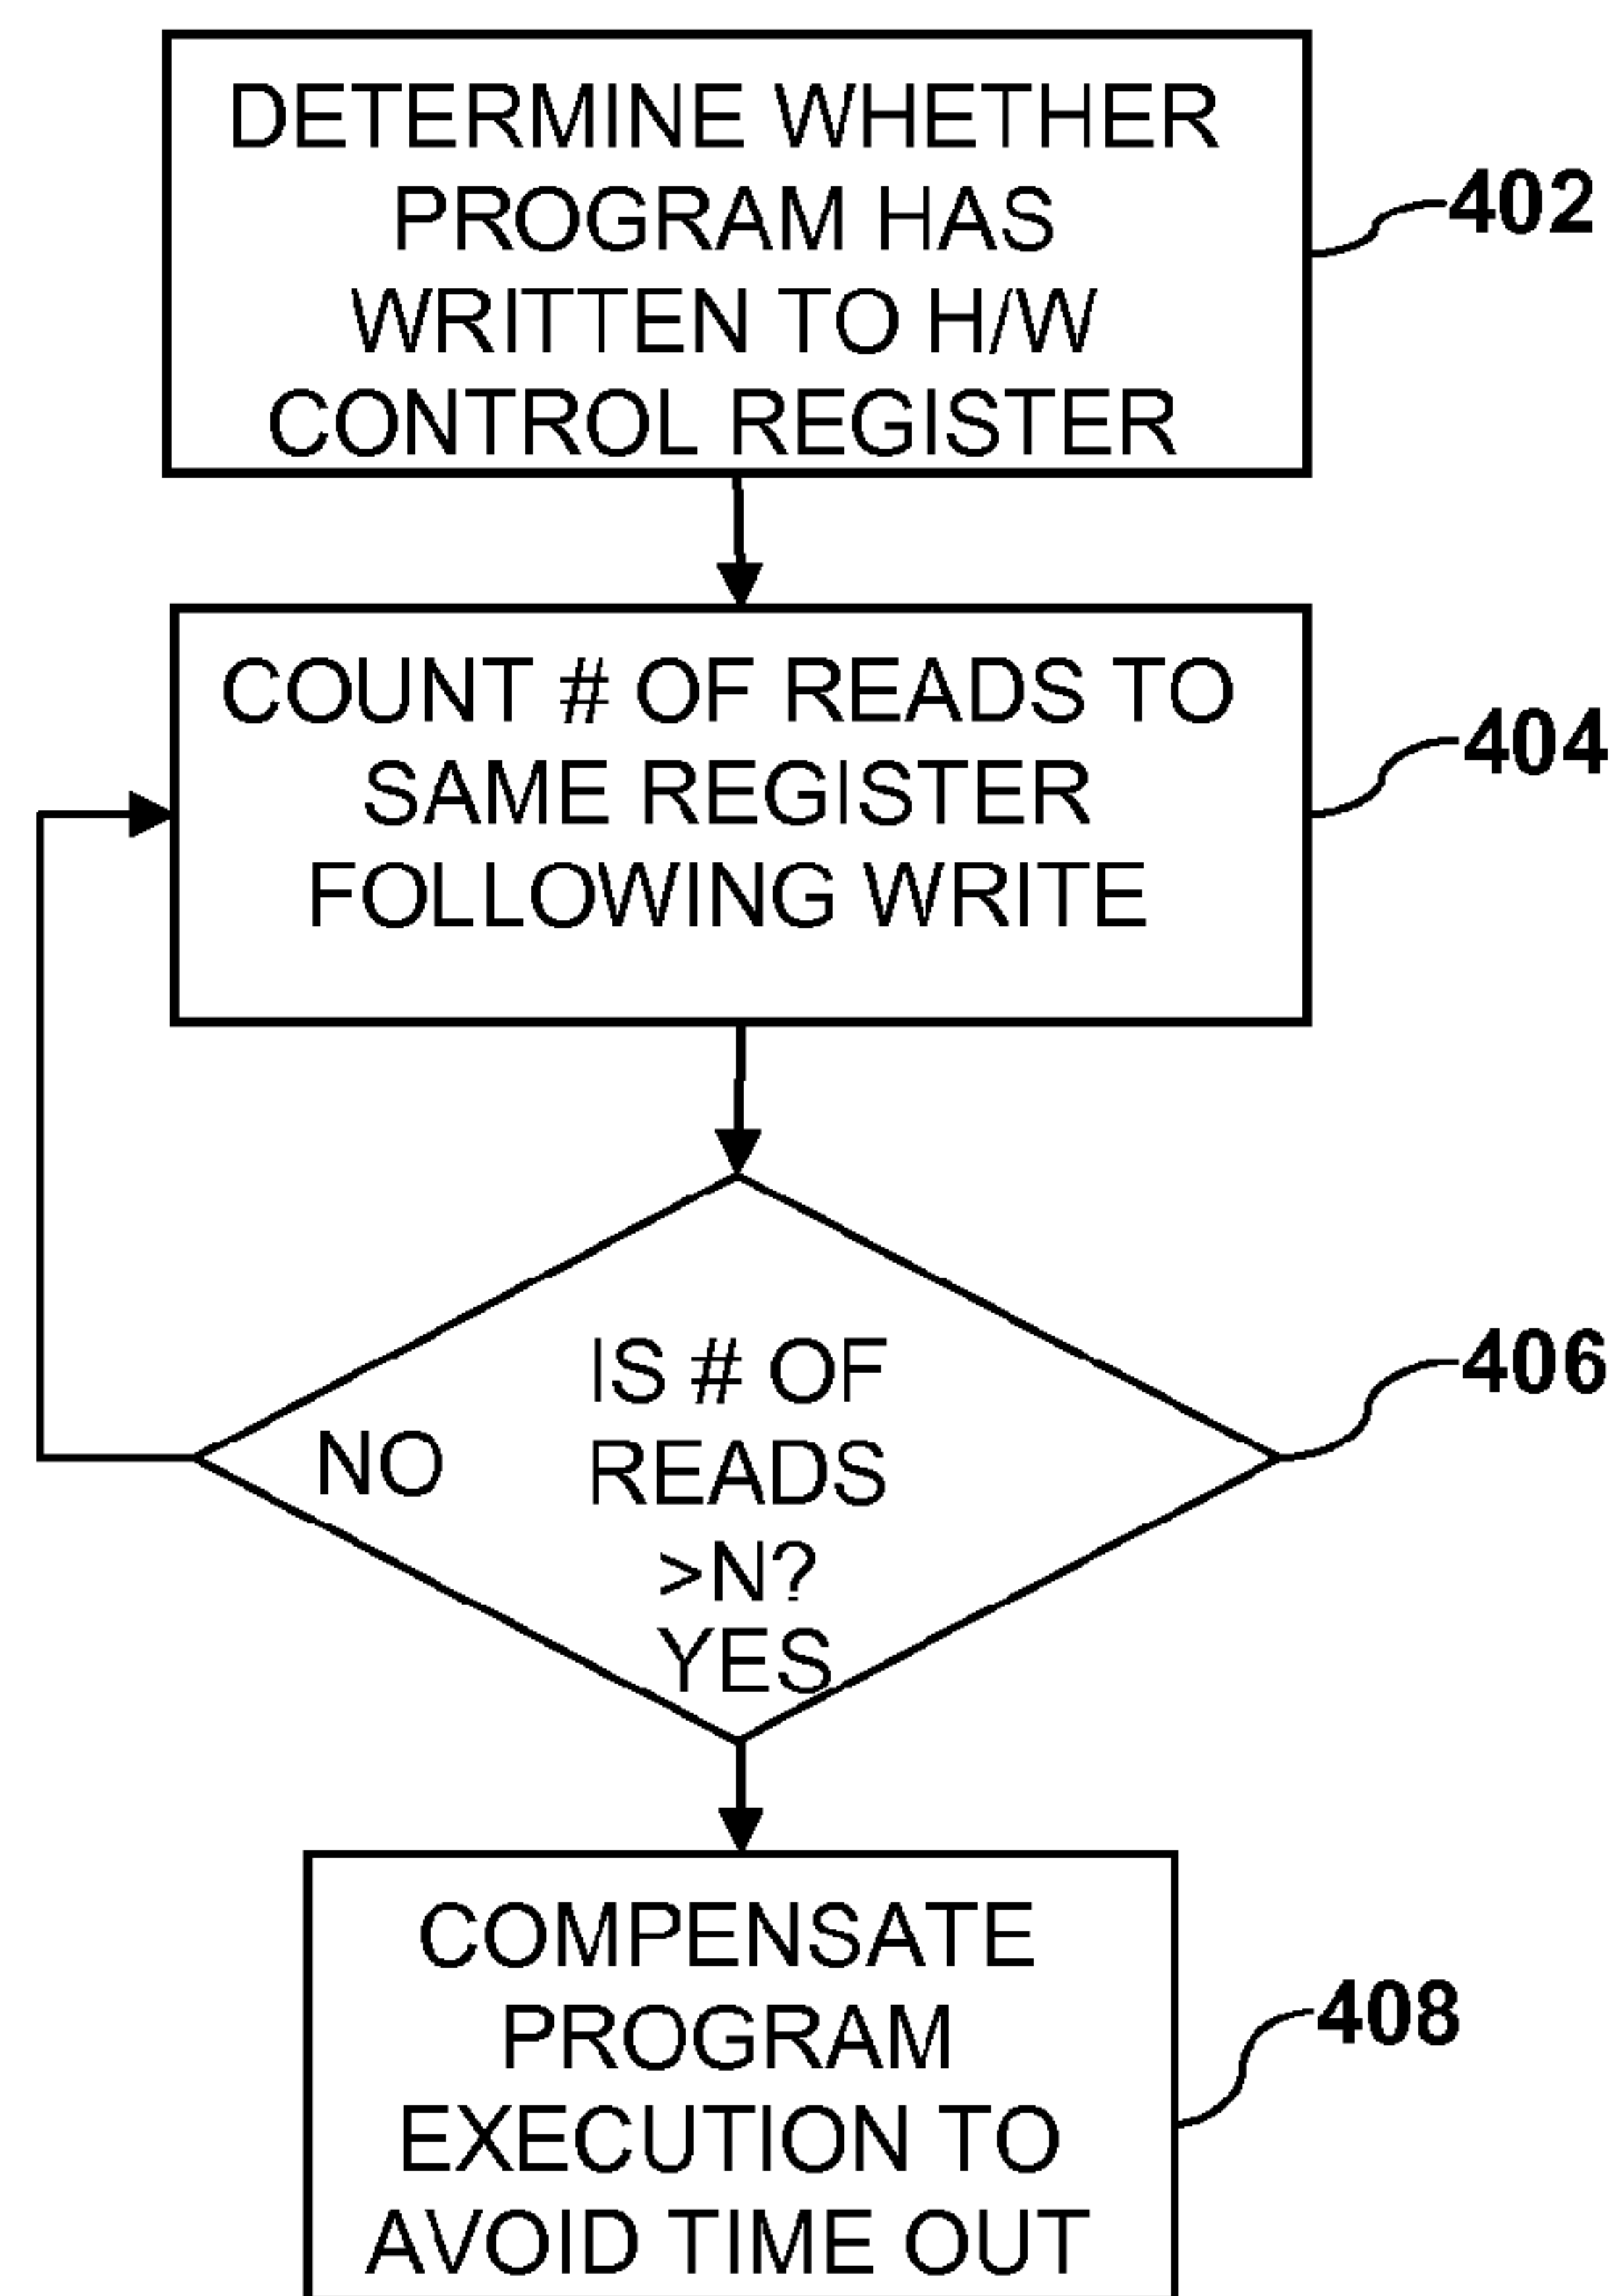 DETERMINE WHETHER
PROGRAM HAS
WRITTEN TO H/W
CONTROL REGISTER
402
COUNT # OF READS TO
SAME REGISTER
FOLLOWING WRITE
404
IS # OF
READS
>N?
NO
YES
406
COMPENSATE
PROGRAM
EXECUTION TO
AVOID TIME OUT
408